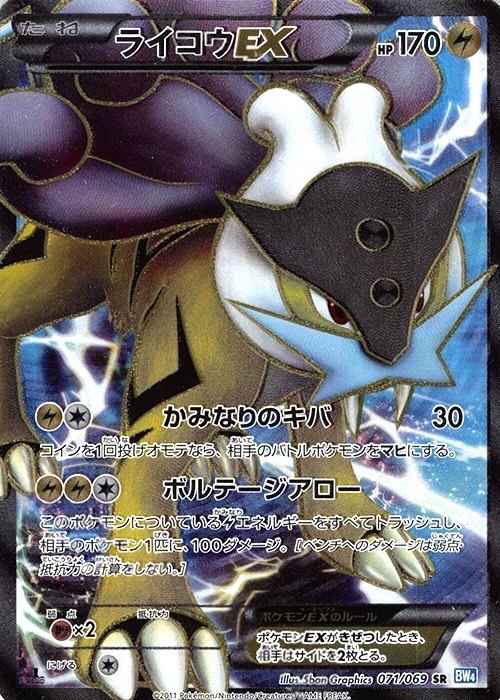 たね ライコウEX HP170
かみなりのキバ 30
コインを1回投げオモテなら、相手のバトルポケモンをマヒにする。
ボルテージアロー
このポケモンについているエネルギーをすべてトラッシュし、
相手のポケモン1匹に、100ダメージ。[ベンチへのダメージは弱点・
抵抗力の計算をしない。]
弱点 抵抗力
×2
にげる
ポケモンEXのルール
ポケモンEXがきぜつしたとき、
相手はサイドを2枚とる。
Illus. 5ban Graphics 071/069 SR BW4
©2011 Pokémon/Nintendo/Creatures/GAME FREAK.